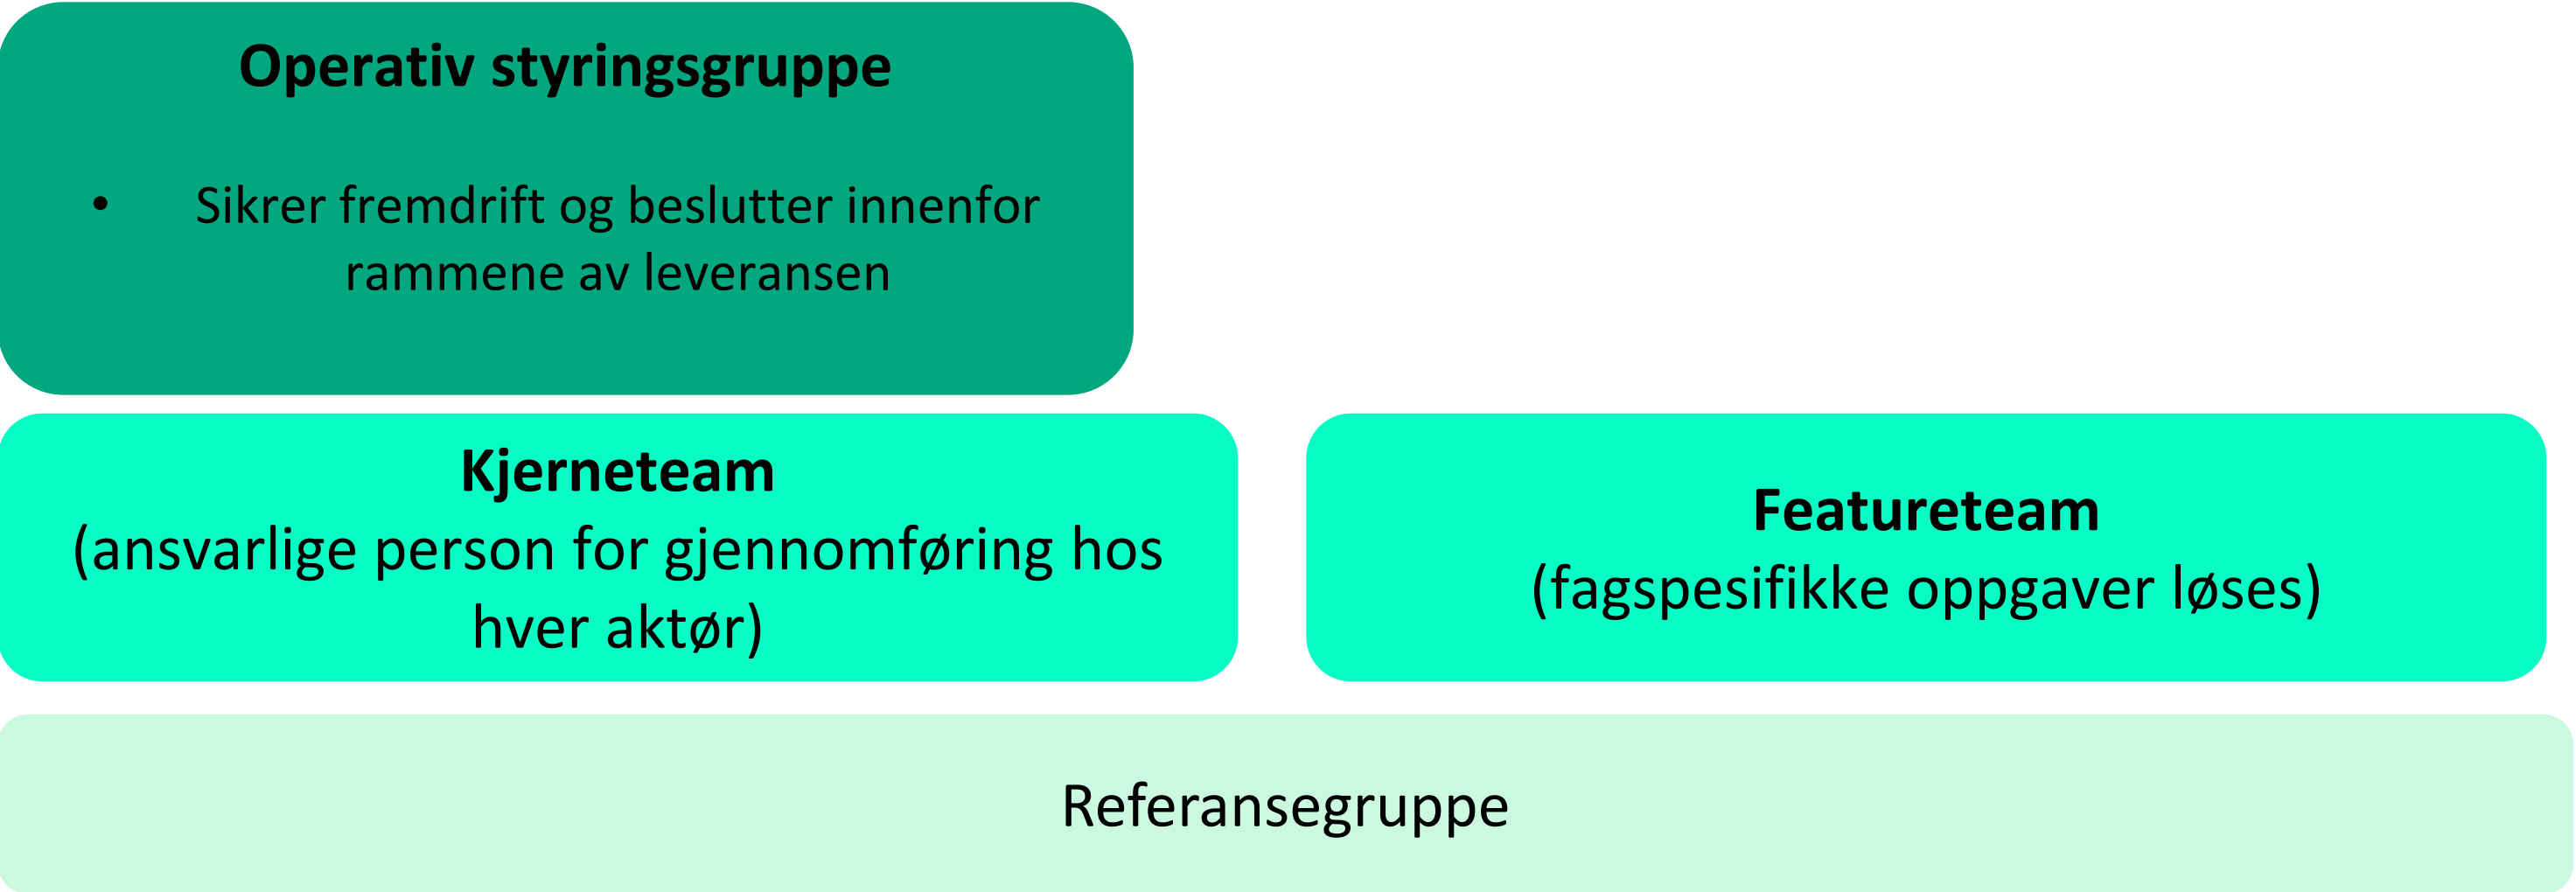 Operativ styringsgruppe
• Sikrer fremdrift og beslutter innenfor
rammene av leveransen
Kjerneteam
(ansvarlige person for gjennomføring hos
hver aktør)
Featureteam
(fagspesifikke oppgaver løses)
Referansegruppe